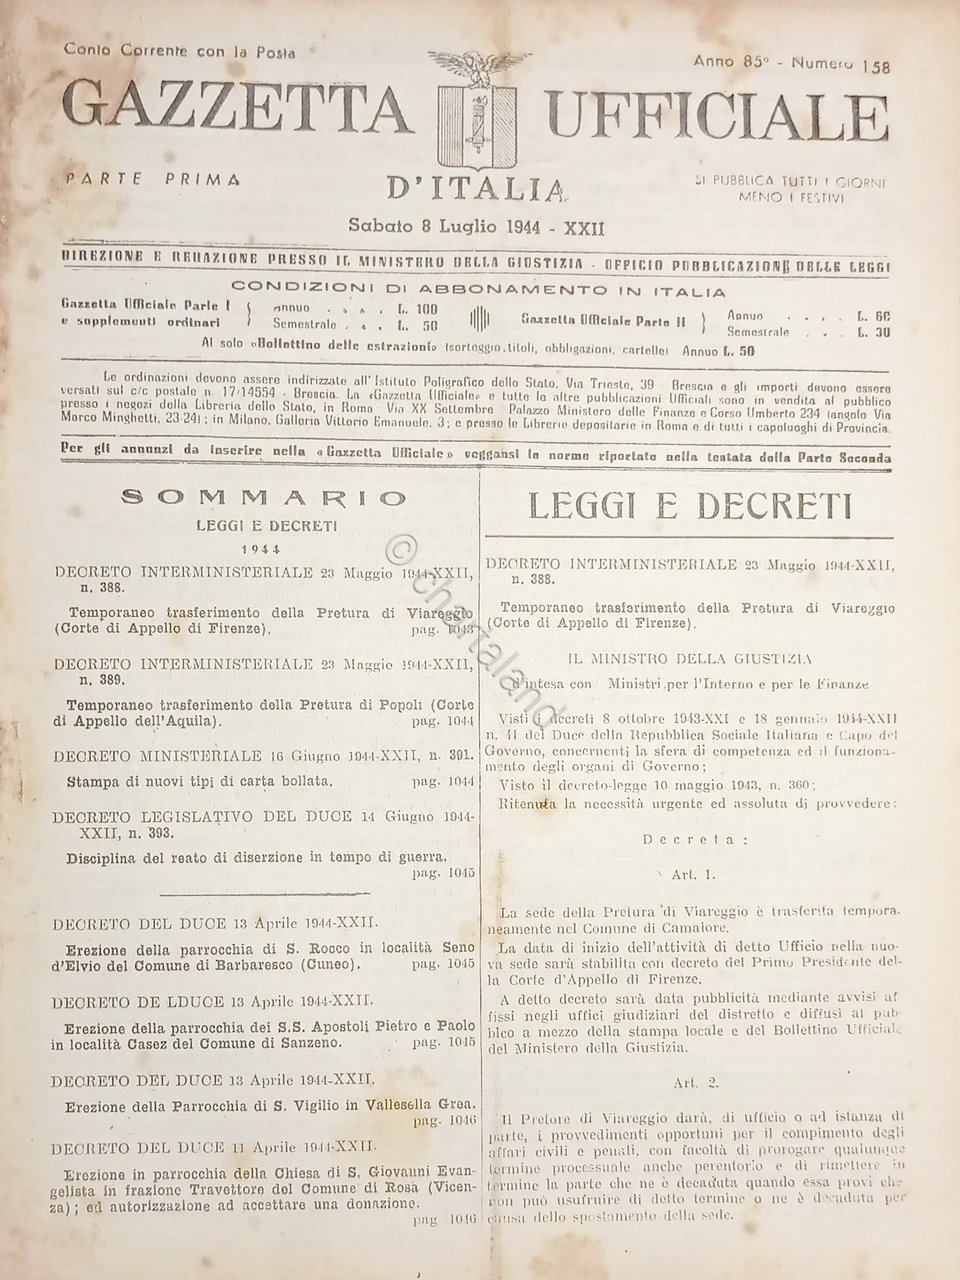 Conto Corrente con la Posta
Anno 85° - Numero 158
GAZZETTA UFFICIALE
PARTE PRIMA
D'ITALIA
SI PUBBLICA TUTTI I GIORNI
MENO I FESTIVI
Sabato 8 Luglio 1944 - XXII
DIREZIONE E REDAZIONE PRESSO IL MINISTERO DELLA GIUSTIZIA - UFFICIO PUBBLICAZIONE DELLE LEGGI
CONDIZIONI DI ABBONAMENTO IN ITALIA
Gazzetta Ufficiale Parte I
e supplementi ordinari
Annuo . . . . L. 100
Semestrale . . . L. 50
Gazzetta Ufficiale Parte II
Annuo . . . . L. 60
Semestrale . . . L. 30
Al solo «Bollettino delle estrazioni» (sorteggio titoli, obbligazioni, cartelle) Annuo L. 50
Le ordinazioni devono essere indirizzate all'Istituto Poligrafico dello Stato, Via Trieste, 39 - Brescia e gli importi devono essere
versati sul c/c postale n. 17/14554 - Brescia. La «Gazzetta Ufficiale» e tutte le altre pubblicazioni Ufficiali sono in vendita al pubblico
presso i negozi della Libreria dello Stato, in Roma - Via XX Settembre - Palazzo Ministero delle Finanze e Corso Umberto 234 (angolo Via
Marco Minghetti, 23-24); in Milano, Galleria Vittorio Emanuele, 3; e presso le Librerie depositarie in Roma e di tutti i capoluoghi di Provincia.
Per gli annunzi da inserire nella «Gazzetta Ufficiale» veggansi le norme riportate nella testata della Parte Seconda
SOMMARIO
LEGGI E DECRETI
1944
DECRETO INTERMINISTERIALE 23 Maggio 1944-XXII,
n. 388.
Temporaneo trasferimento della Pretura di Viareggio
(Corte di Appello di Firenze). pag. 1043
DECRETO INTERMINISTERIALE 23 Maggio 1944-XXII,
n. 389.
Temporaneo trasferimento della Pretura di Popoli (Corte
di Appello dell'Aquila). pag. 1044
DECRETO MINISTERIALE 16 Giugno 1944-XXII, n. 391.
Stampa di nuovi tipi di carta bollata. pag. 1044
DECRETO LEGISLATIVO DEL DUCE 14 Giugno 1944-
XXII, n. 393.
Disciplina del reato di diserzione in tempo di guerra.
pag. 1045
DECRETO DEL DUCE 13 Aprile 1944-XXII.
Erezione della parrocchia di S. Rocco in località Seno
d'Elvio del Comune di Barbaresco (Cuneo). pag. 1045
DECRETO DE LDUCE 13 Aprile 1944-XXII.
Erezione della parrocchia dei S.S. Apostoli Pietro e Paolo
in località Casez del Comune di Sanzeno. pag. 1045
DECRETO DEL DUCE 13 Aprile 1944-XXII.
Erezione della Parrocchia di S. Vigilio in Vallesella Grea.
pag. 1046
DECRETO DEL DUCE 11 Aprile 1944-XXII.
Erezione in parrocchia della Chiesa di S. Giovanni Evan-
gelista in frazione Travettore del Comune di Rosà (Vicen-
za); ed autorizzazione ad accettare una donazione.
pag. 1046
LEGGI E DECRETI
DECRETO INTERMINISTERIALE 23 Maggio 1944-XXII,
n. 388.
Temporaneo trasferimento della Pretura di Viareggio
(Corte di Appello di Firenze).
IL MINISTRO DELLA GIUSTIZIA
d'intesa con Ministri per l'Interno e per le Finanze
Visti i decreti 8 ottobre 1943-XXI e 18 gennaio 1944-XXII
n. 41 del Duce della Repubblica Sociale Italiana e Capo del
Governo, concernenti la sfera di competenza ed il funziona-
mento degli organi di Governo;
Visto il decreto-legge 10 maggio 1943, n. 360;
Ritenuta la necessità urgente ed assoluta di provvedere:
Decreta:
Art. 1.
La sede della Pretura di Viareggio è trasferita tempora-
neamente nel Comune di Camaiore.
La data di inizio dell'attività di detto Ufficio nella nuo-
va sede sarà stabilita con decreto del Primo Presidente del-
la Corte d'Appello di Firenze.
A detto decreto sarà data pubblicità mediante avvisi af
fissi negli uffici giudiziari del distretto e diffusi al pub-
blco a mezzo della stampa locale e del Bollettino Ufficiale
del Ministero della Giustizia.
Art. 2.
Il Pretore di Viareggio darà, di ufficio o ad istanza di
parte, i provvedimenti opportuni per il compimento degli
affari civili e penali, con facoltà di prorogare qualunque
termine processuale anche perentorio e di rimettere in
termine la parte che ne è decaduta quando essa provi che
non può usufruire di detto termine o ne è decaduta per
causa dello spostamento della sede.
© chartaland